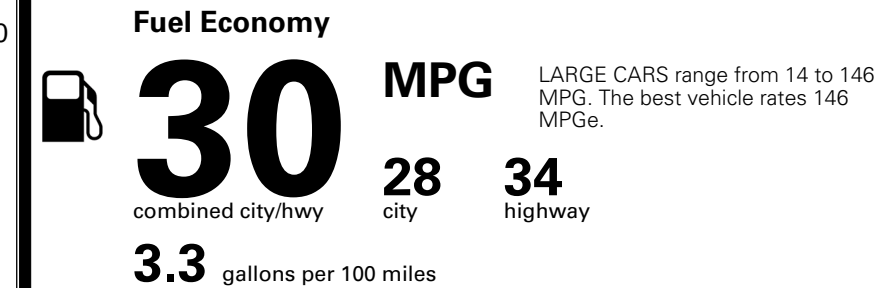 0
Fuel Economy
30
MPG
LARGE CARS range from 14 to 146
MPG. The best vehicle rates 146
MPGe.
28
34
combined city/hwy
city
highway
3.3 gallons per 100 miles